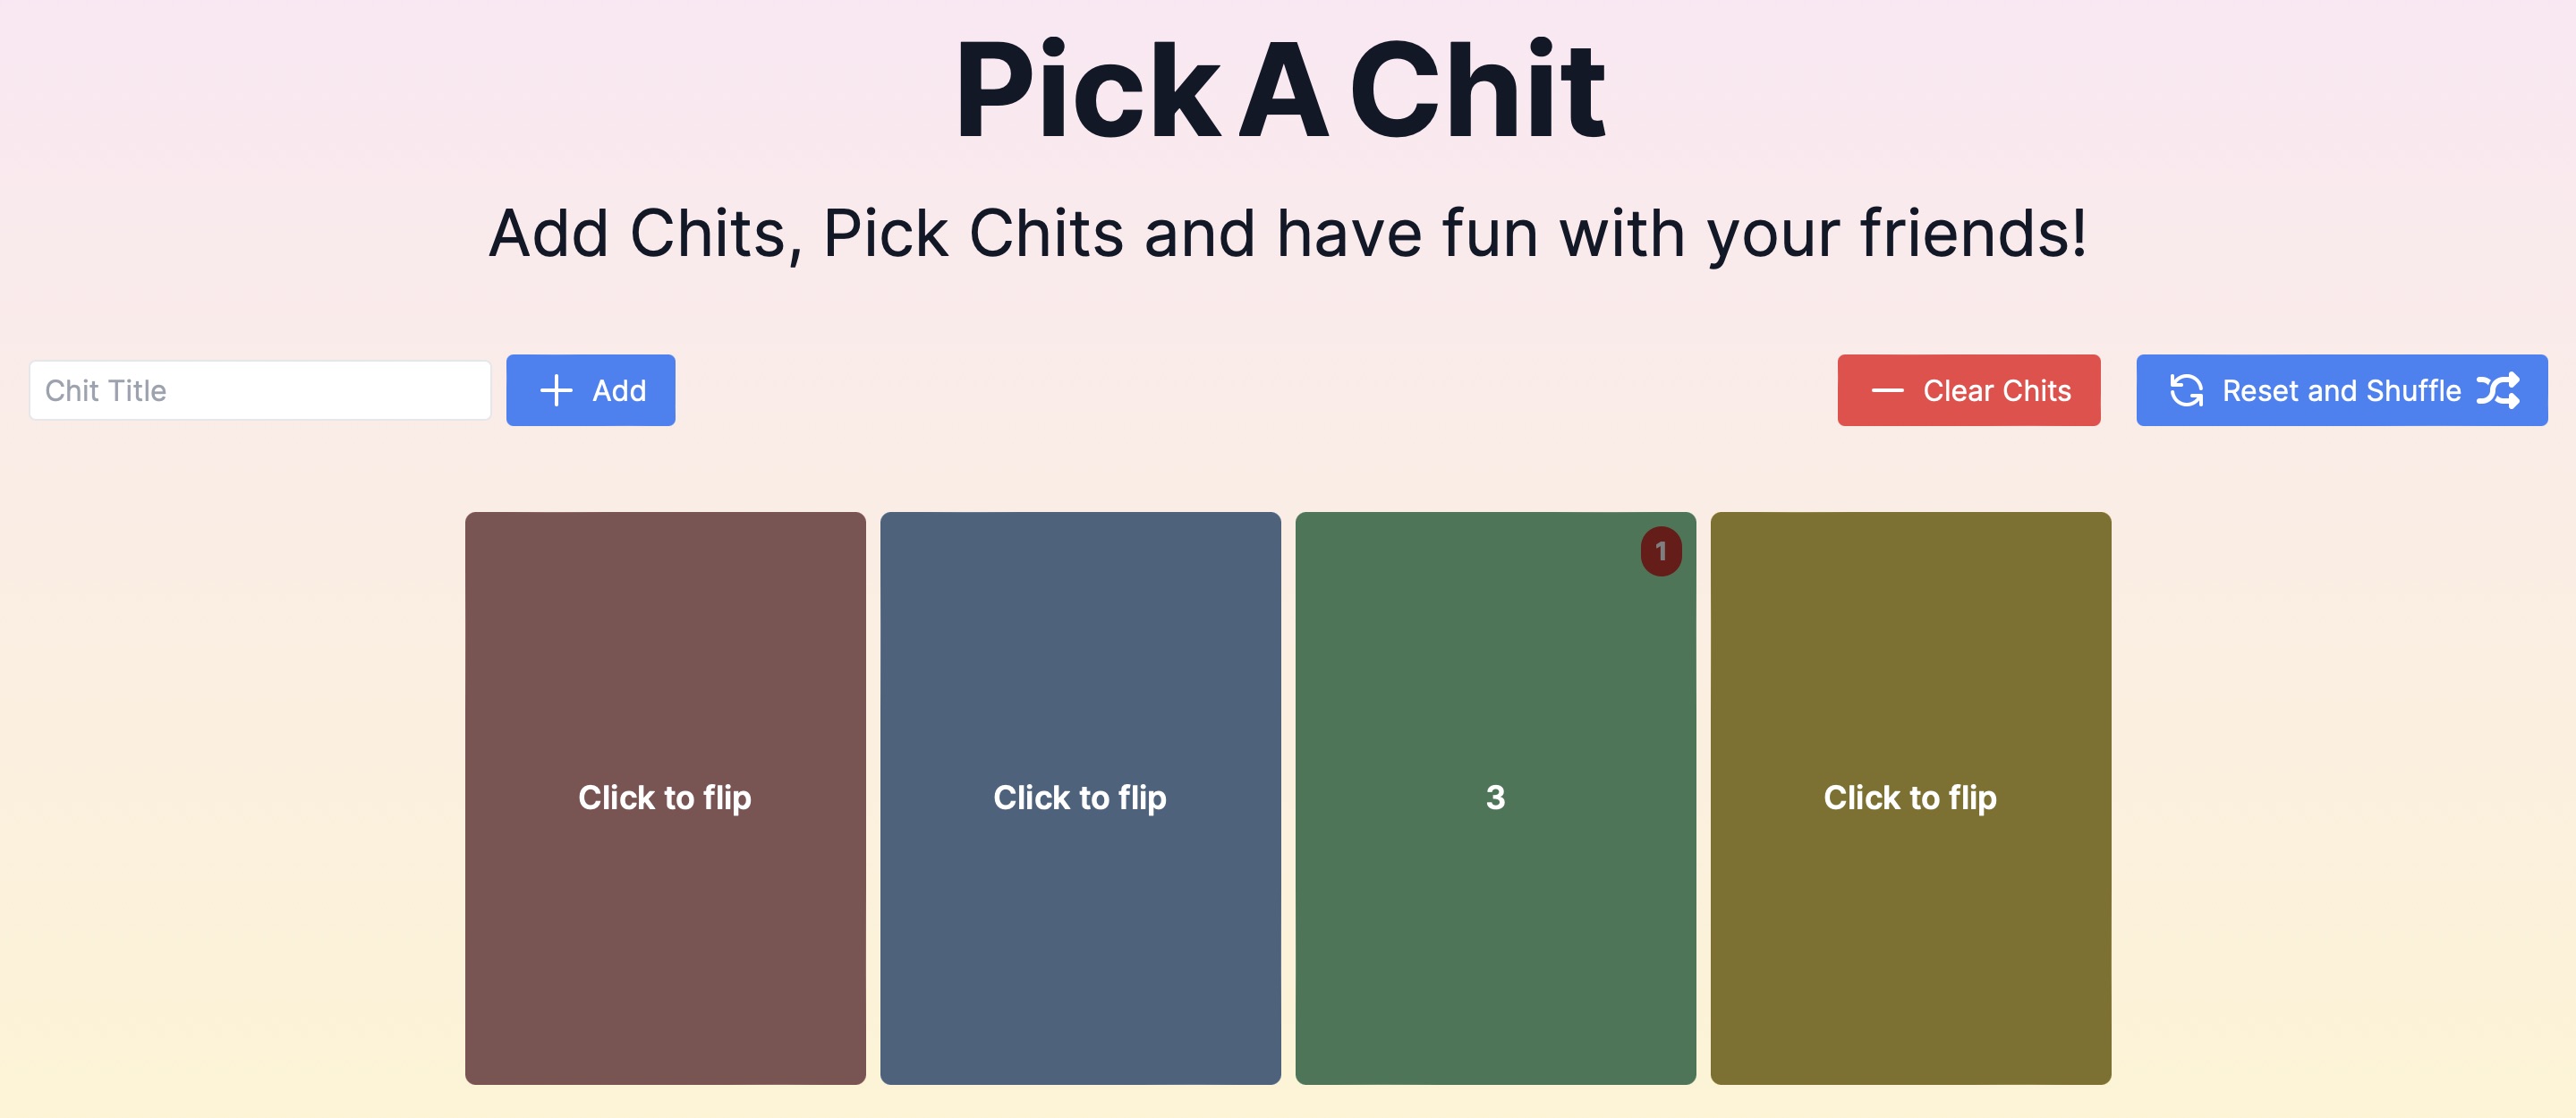 Pick A Chit
Add Chits, Pick Chits and have fun with your friends!
Chit Title
Add
Clear Chits
Reset and Shuffle
1
Click to flip
Click to flip
3
Click to flip